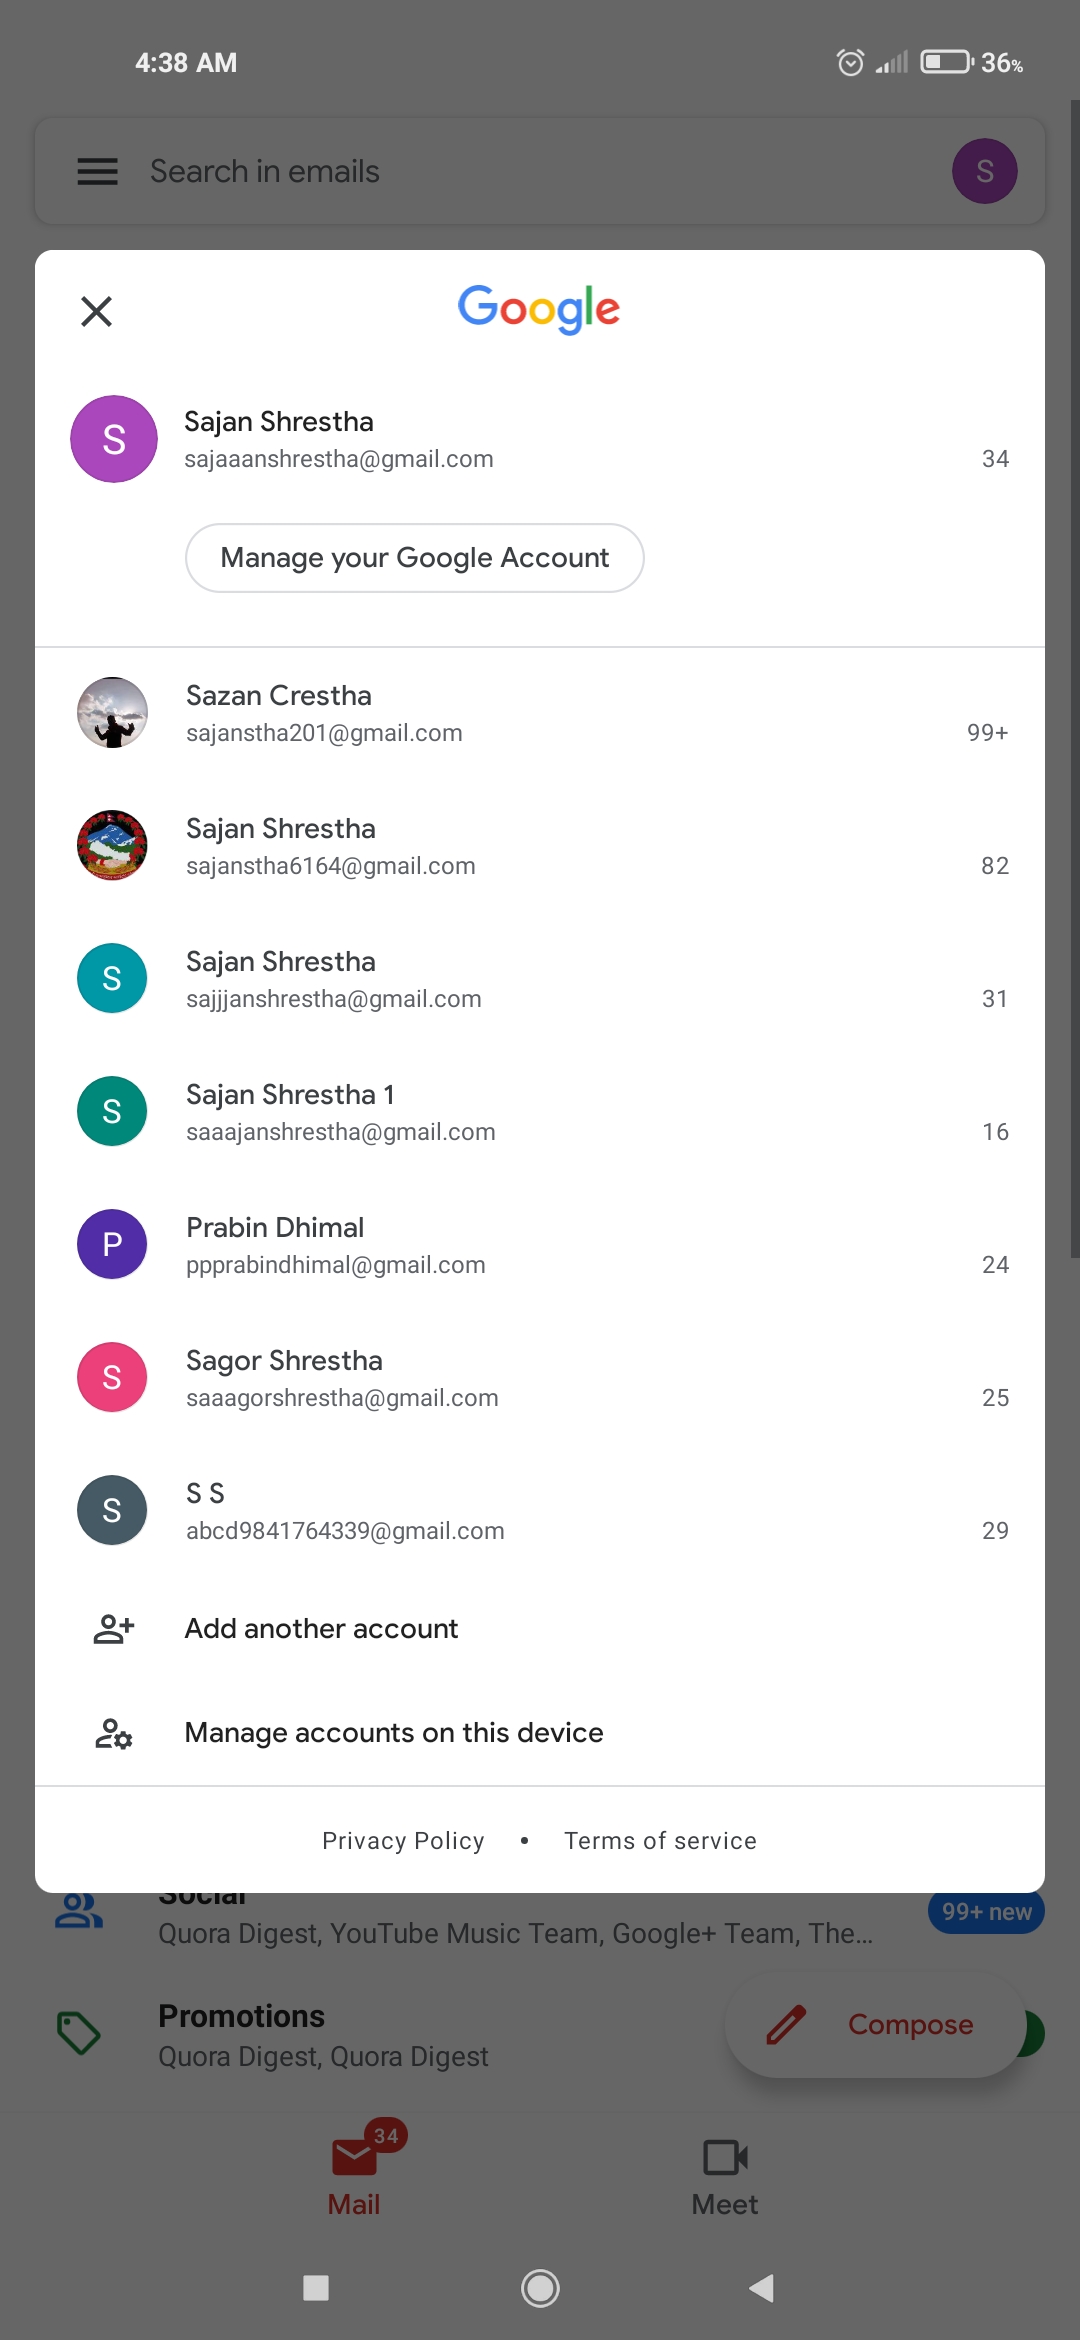 4:38 AM
36%
Search in emails
S
Google
S
Sajan Shrestha
sajaaanshrestha@gmail.com
34
Manage your Google Account
Sazan Crestha
sajanstha201@gmail.com
99+
Sajan Shrestha
sajanstha6164@gmail.com
82
S
Sajan Shrestha
sajjjanshrestha@gmail.com
31
S
Sajan Shrestha 1
saaajanshrestha@gmail.com
16
P
Prabin Dhimal
ppprabindhimal@gmail.com
24
S
Sagor Shrestha
saaagorshrestha@gmail.com
25
S
S S
abcd9841764339@gmail.com
29
Add another account
Manage accounts on this device
Privacy Policy • Terms of service
Social
99+ new
Quora Digest, YouTube Music Team, Google+ Team, The...
Promotions
Quora Digest, Quora Digest
Compose
34
Mail
Meet